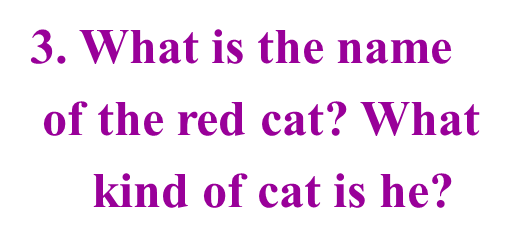 3. What is the name
of the red cat? What
kind of cat is he?